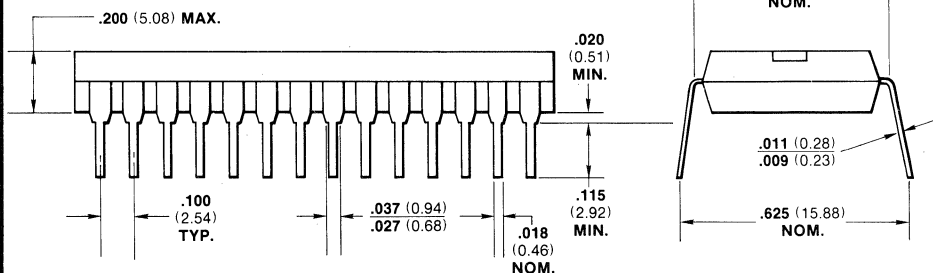 NOM.
.200 (5.08) MAX.
.020
(0.51)
MIN.
.011 (0.28)
.009 (0.23)
.100
(2.54)
TYP.
.037 (0.94)
.027 (0.68)
.018
(0.46)
NOM.
.115
(2.92)
MIN.
.625 (15.88)
NOM.